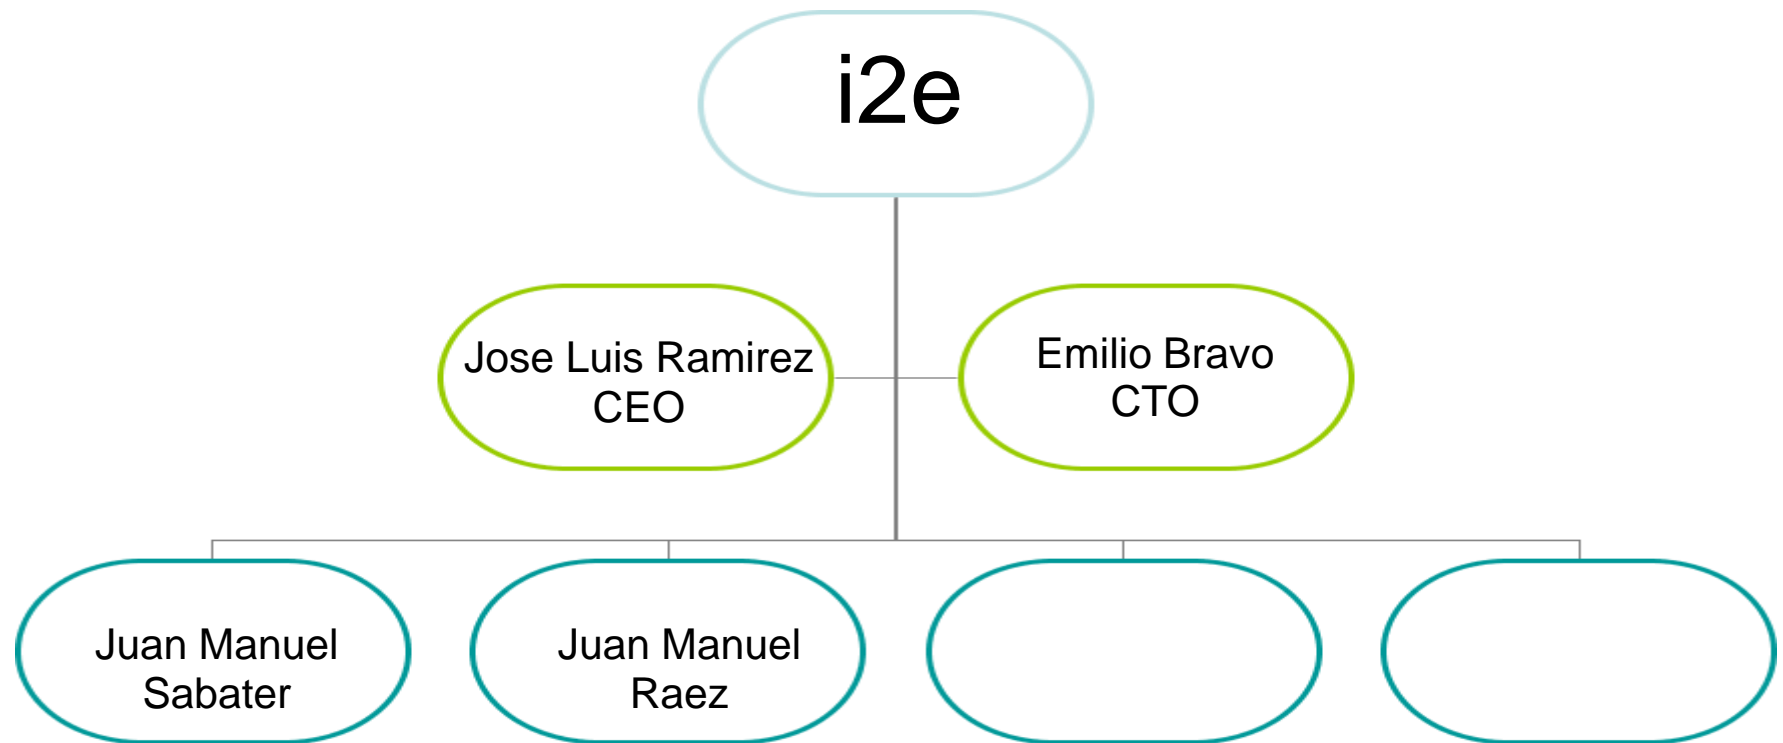 i2e
Jose Luis Ramirez
CEO
Emilio Bravo
CTO
Juan Manuel
Sabater
Juan Manuel
Raez